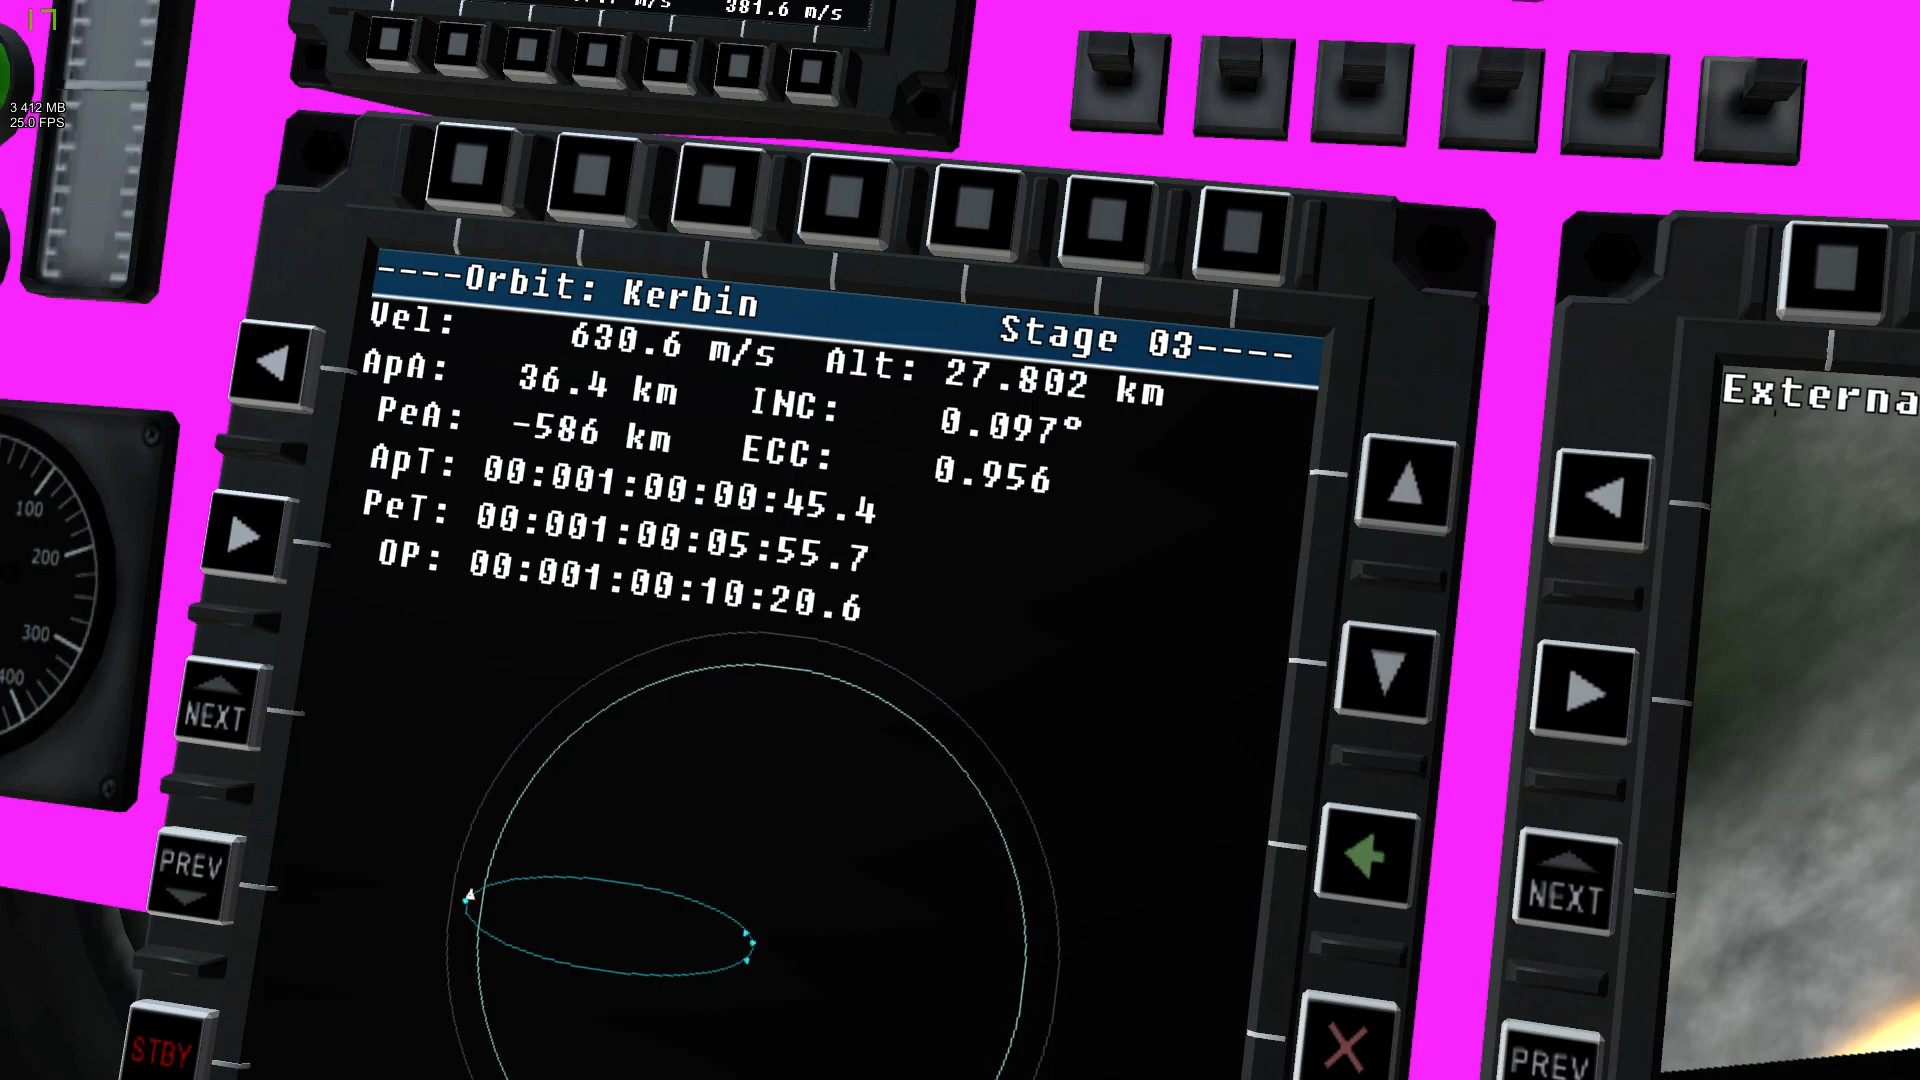 17
3 412 MB
25.0 FPS
m/s 381.6 m/s
----Orbit: Kerbin Stage 03----
Vel: 630.6 m/s Alt: 27.802 km
ApA: 36.4 km INC: 0.097°
PeA: -586 km ECC: 0.956
ApT: 00:001:00:00:45.4
PeT: 00:001:00:05:55.7
OP: 00:001:00:10:20.6
Externa
100
200
300
400
NEXT
PREV
STBY
NEXT
PREV